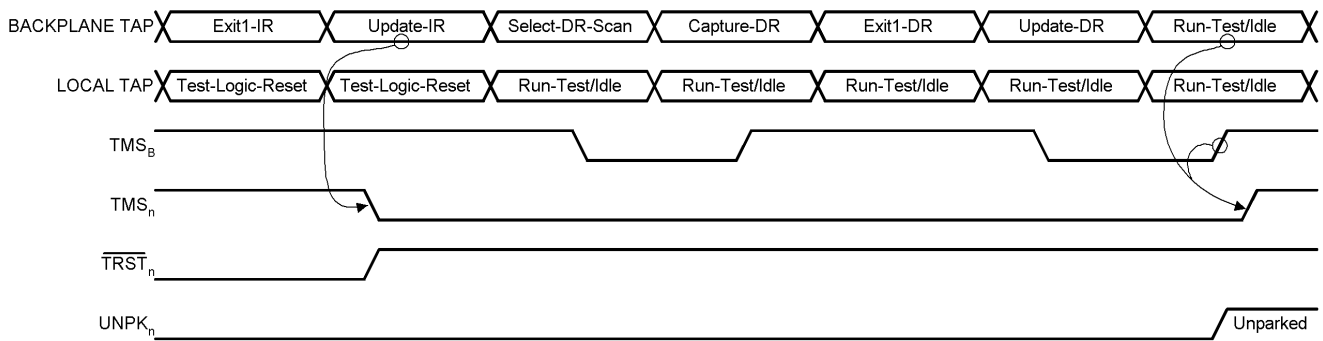 BACKPLANE TAP Exit1-IR Update-IR Select-DR-Scan Capture-DR Exit1-DR Update-DR Run-Test/Idle
LOCAL TAP Test-Logic-Reset Test-Logic-Reset Run-Test/Idle Run-Test/Idle Run-Test/Idle Run-Test/Idle Run-Test/Idle
TMSB
TMSn
TRSTn
UNPKn Unparked